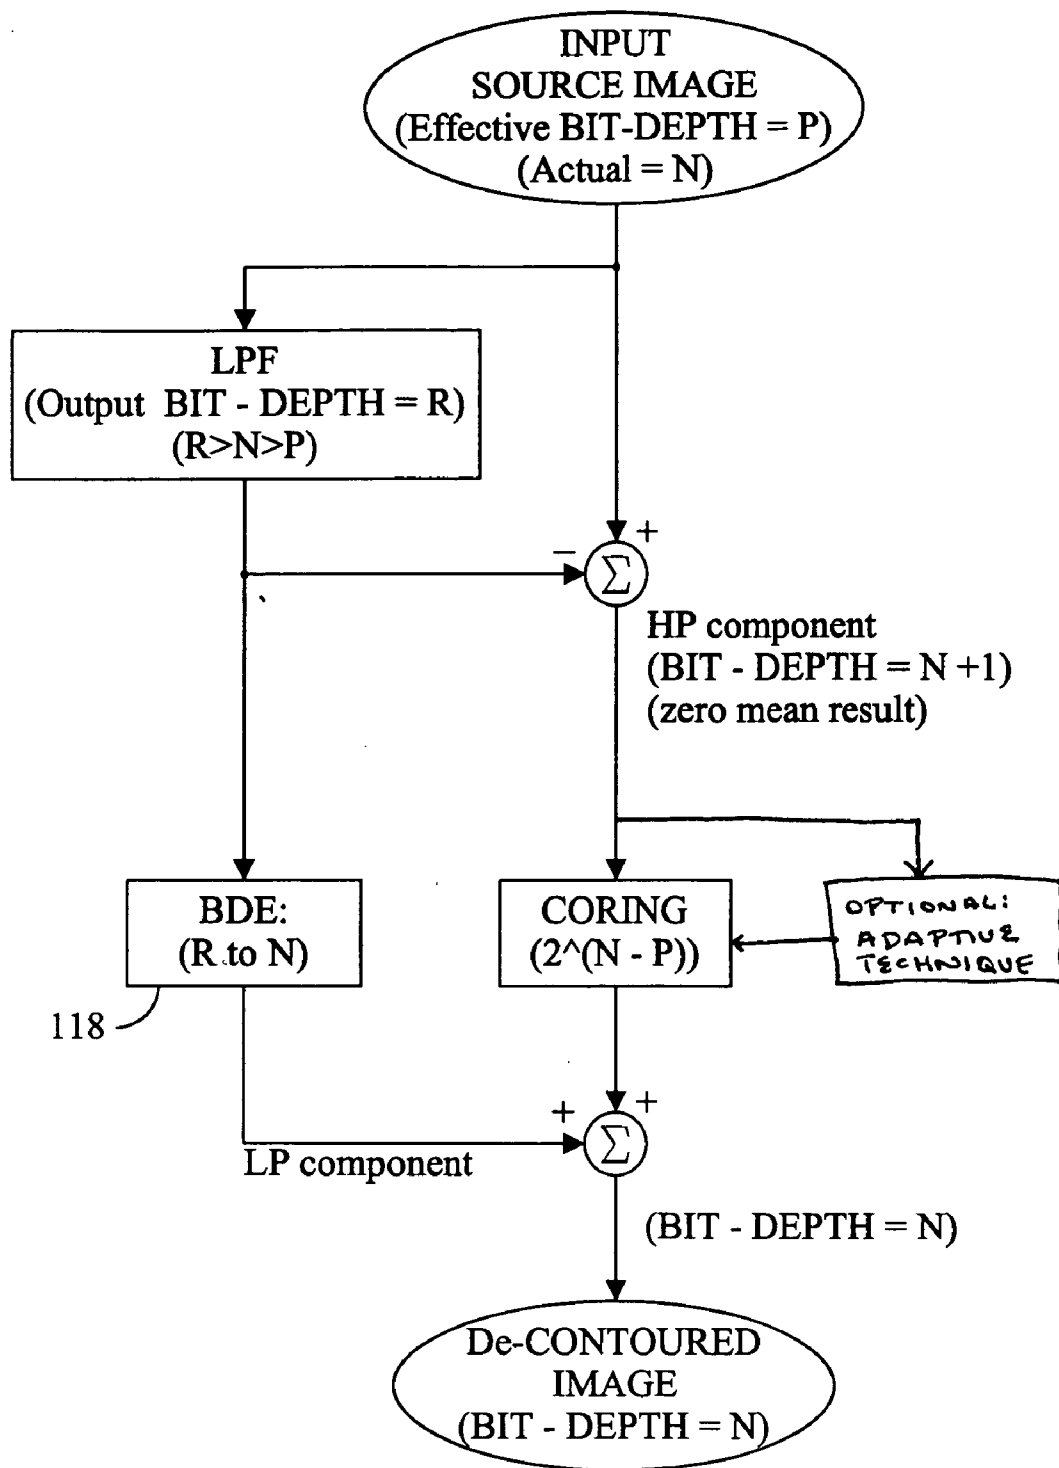 INPUT
SOURCE IMAGE
(Effective BIT-DEPTH = P)
(Actual = N)
LPF
(Output BIT - DEPTH = R)
(R>N>P)
+
−
Σ
HP component
(BIT - DEPTH = N +1)
(zero mean result)
BDE:
(R to N)
CORING
(2^(N - P))
OPTIONAL:
ADAPTIVE
TECHNIQUE
118
+
+
Σ
LP component
(BIT - DEPTH = N)
De-CONTOURED
IMAGE
(BIT - DEPTH = N)